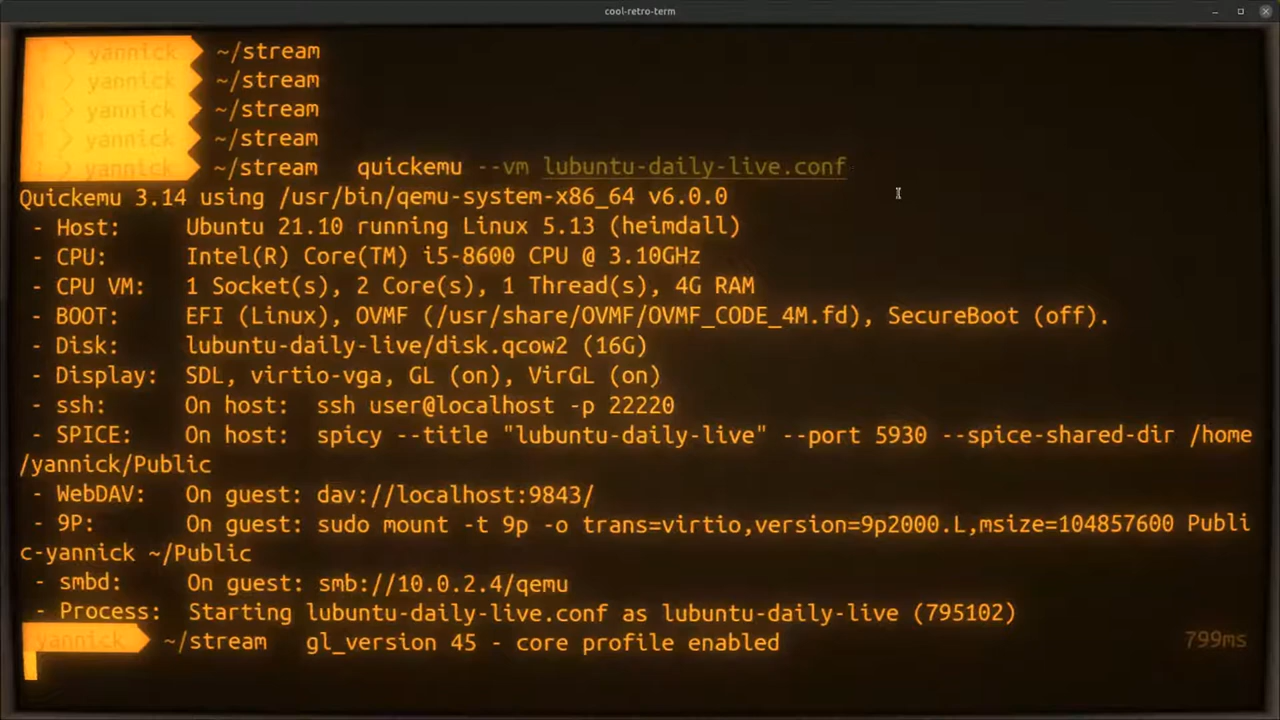 cool-retro-term
yannick ~/stream
yannick ~/stream
yannick ~/stream
yannick ~/stream
yannick ~/stream quickemu --vm lubuntu-daily-live.conf
Quickemu 3.14 using /usr/bin/qemu-system-x86_64 v6.0.0
- Host: Ubuntu 21.10 running Linux 5.13 (heimdall)
- CPU: Intel(R) Core(TM) i5-8600 CPU @ 3.10GHz
- CPU VM: 1 Socket(s), 2 Core(s), 1 Thread(s), 4G RAM
- BOOT: EFI (Linux), OVMF (/usr/share/OVMF/OVMF_CODE_4M.fd), SecureBoot (off).
- Disk: lubuntu-daily-live/disk.qcow2 (16G)
- Display: SDL, virtio-vga, GL (on), VirGL (on)
- ssh: On host: ssh user@localhost -p 22220
- SPICE: On host: spicy --title "lubuntu-daily-live" --port 5930 --spice-shared-dir /home
/yannick/Public
- WebDAV: On guest: dav://localhost:9843/
- 9P: On guest: sudo mount -t 9p -o trans=virtio,version=9p2000.L,msize=104857600 Publi
c-yannick ~/Public
- smbd: On guest: smb://10.0.2.4/qemu
- Process: Starting lubuntu-daily-live.conf as lubuntu-daily-live (795102)
yannick ~/stream gl_version 45 - core profile enabled 799ms